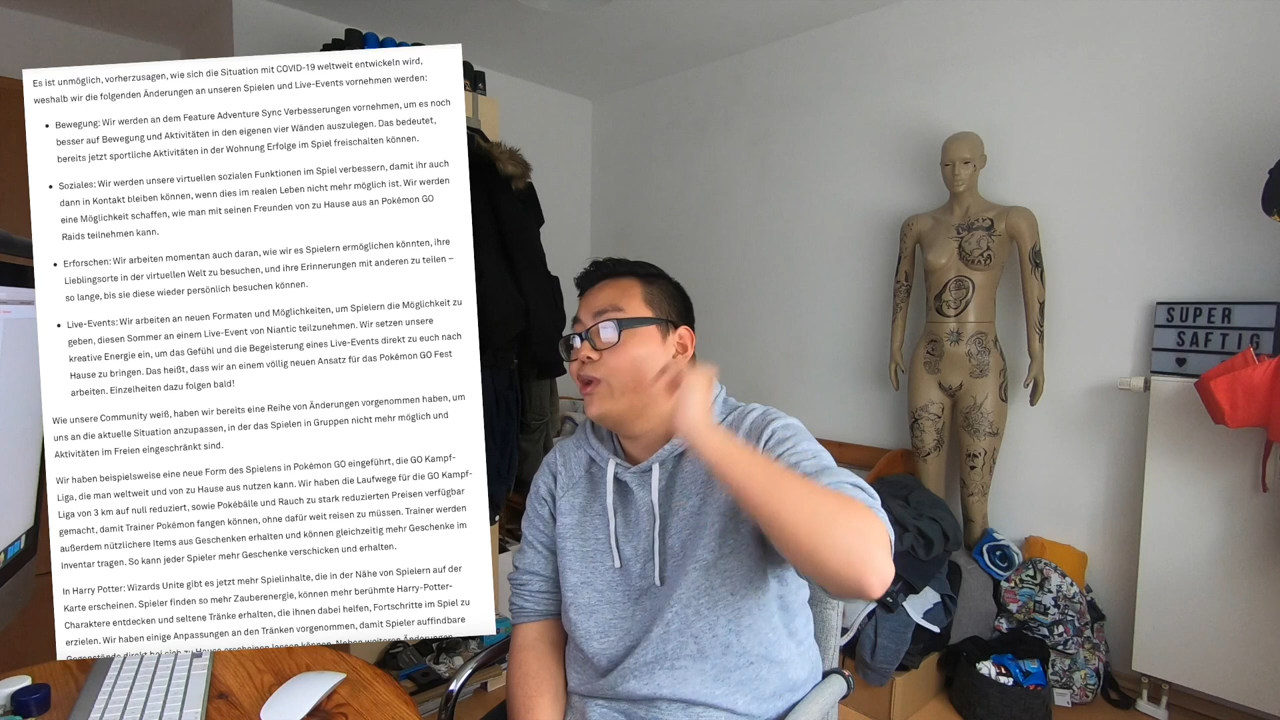 Es ist unmöglich, vorherzusagen, wie sich die Situation mit COVID-19 weltweit entwickeln wird,
weshalb wir die folgenden Änderungen an unseren Spielen und Live-Events vornehmen werden:
• Bewegung: Wir werden an dem Feature Adventure Sync Verbesserungen vornehmen, um es noch
besser auf Bewegung und Aktivitäten in den eigenen vier Wänden auszulegen. Das bedeutet,
bereits jetzt sportliche Aktivitäten in der Wohnung Erfolge im Spiel freischalten können.
• Soziales: Wir werden unsere virtuellen sozialen Funktionen im Spiel verbessern, damit ihr auch
dann in Kontakt bleiben können, wenn dies im realen Leben nicht mehr möglich ist. Wir werden
eine Möglichkeit schaffen, wie man mit seinen Freunden von zu Hause aus an Pokémon GO
Raids teilnehmen kann.
• Erforschen: Wir arbeiten momentan auch daran, wie wir es Spielern ermöglichen könnten, ihre
Lieblingsorte in der virtuellen Welt zu besuchen, und ihre Erinnerungen mit anderen zu teilen –
so lange, bis sie diese wieder persönlich besuchen können.
• Live-Events: Wir arbeiten an neuen Formaten und Möglichkeiten, um Spielern die Möglichkeit zu
geben, diesen Sommer an einem Live-Event von Niantic teilzunehmen. Wir setzen unsere
kreative Energie ein, um das Gefühl und die Begeisterung eines Live-Events direkt zu euch nach
Hause zu bringen. Das heißt, dass wir an einem völlig neuen Ansatz für das Pokémon GO Fest
arbeiten. Einzelheiten dazu folgen bald!
Wie unsere Community weiß, haben wir bereits eine Reihe von Änderungen vorgenommen haben, um
uns an die aktuelle Situation anzupassen, in der das Spielen in Gruppen nicht mehr möglich und
Aktivitäten im Freien eingeschränkt sind.
Wir haben beispielsweise eine neue Form des Spielens in Pokémon GO eingeführt, die GO Kampf-
Liga, die man weltweit und von zu Hause aus nutzen kann. Wir haben die Laufwege für die GO Kampf-
Liga von 3 km auf null reduziert, sowie Pokébälle und Rauch zu stark reduzierten Preisen verfügbar
gemacht, damit Trainer Pokémon fangen können, ohne dafür weit reisen zu müssen. Trainer werden
außerdem nützlichere Items aus Geschenken erhalten und können gleichzeitig mehr Geschenke im
Inventar tragen. So kann jeder Spieler mehr Geschenke verschicken und erhalten.
In Harry Potter: Wizards Unite gibt es jetzt mehr Spielinhalte, die in der Nähe von Spielern auf der
Karte erscheinen. Spieler finden so mehr Zauberenergie, können mehr berühmte Harry-Potter-
Charaktere entdecken und seltene Tränke erhalten, die ihnen dabei helfen, Fortschritte im Spiel zu
erzielen. Wir haben einige Anpassungen an den Tränken vorgenommen, damit Spieler auffindbare
Gegenstände direkt bei sich zu Hause erscheinen lassen können. Neben weiteren Änderungen
SUPER
SAFTIG